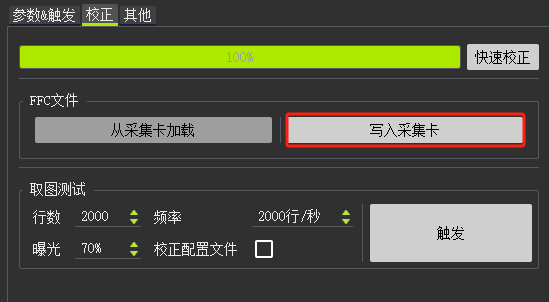 参数&触发 校正 其他
100% 快速校正
FFC文件
从采集卡加载 写入采集卡
取图测试
行数 2000 频率 2000行/秒
触发
曝光 70% 校正配置文件